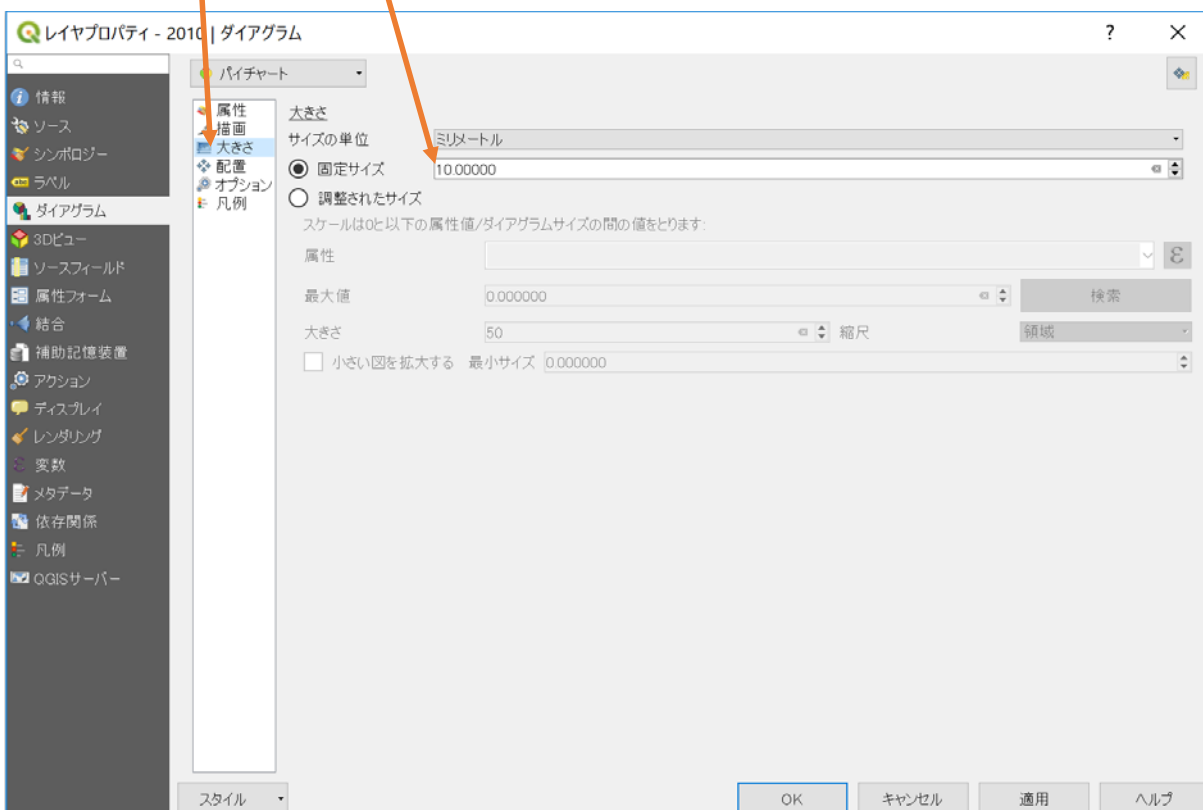 レイヤプロパティ - 2010 | ダイアグラム
? ×
パイチャート
情報
ソース
シンボロジー
ラベル
ダイアグラム
3Dビュー
ソースフィールド
属性フォーム
結合
補助記憶装置
アクション
ディスプレイ
レンダリング
変数
メタデータ
依存関係
凡例
QGISサーバー
属性
描画
大きさ
配置
オプション
凡例
大きさ
サイズの単位 ミリメートル
固定サイズ 10.00000
調整されたサイズ
スケールは0と以下の属性値/ダイアグラムサイズの間の値をとります:
属性 ε
最大値 0.000000 検索
大きさ 50 縮尺 領域
小さい図を拡大する 最小サイズ 0.000000
スタイル OK キャンセル 適用 ヘルプ